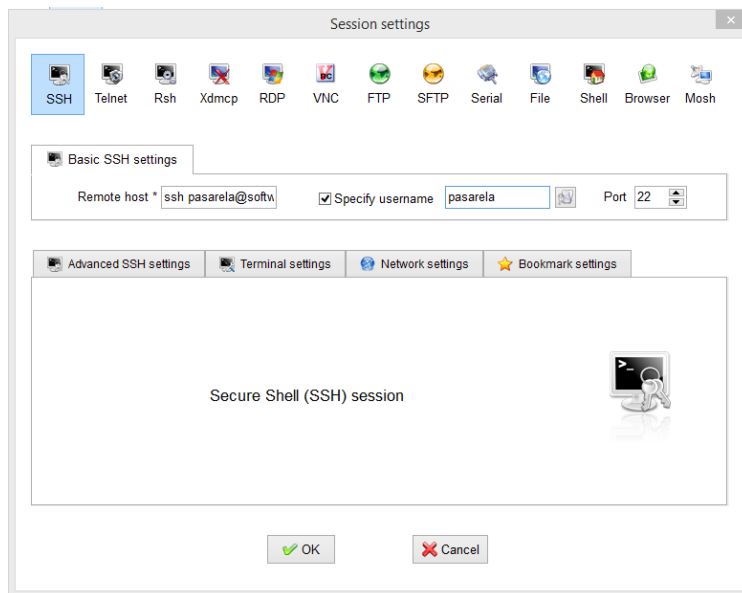 Session settings
SSH Telnet Rsh Xdmcp RDP VNC FTP SFTP Serial File Shell Browser Mosh
Basic SSH settings
Remote host * ssh pasarela@softw Specify username pasarela Port 22
Advanced SSH settings Terminal settings Network settings Bookmark settings
Secure Shell (SSH) session
OK Cancel